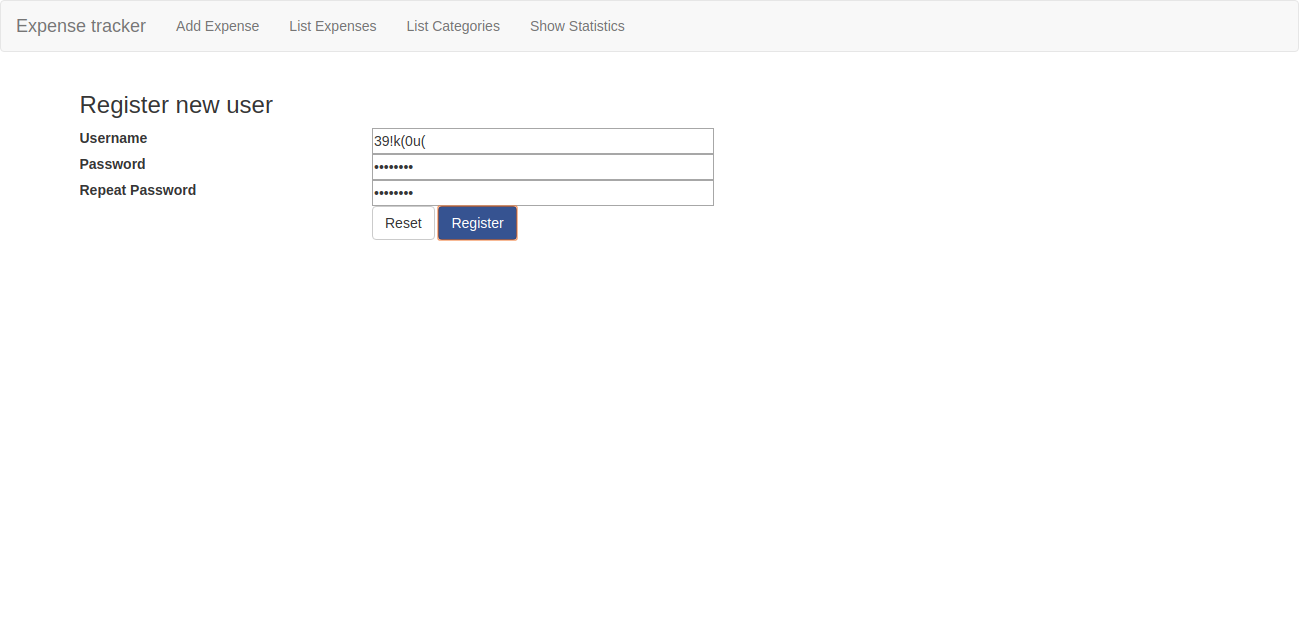 Expense tracker Add Expense List Expenses List Categories Show Statistics
Register new user
Username 39!k(0u(
Password ••••••••
Repeat Password ••••••••
Reset Register